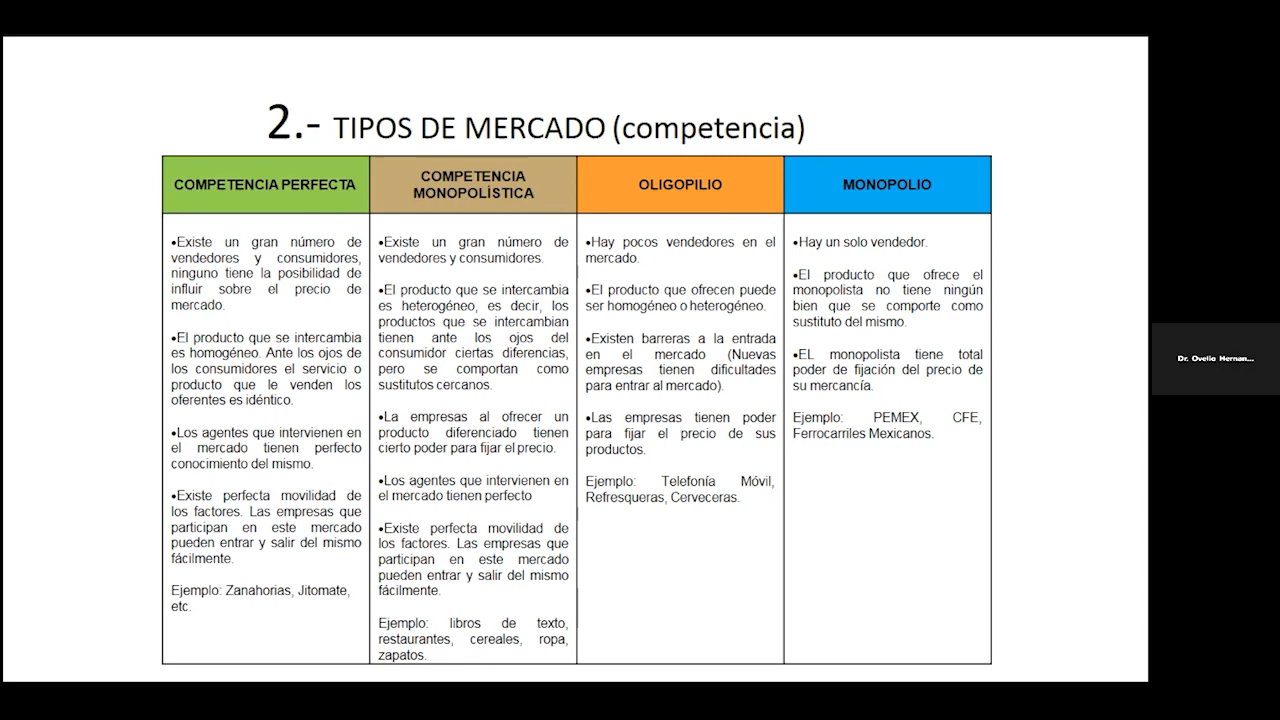 2.- TIPOS DE MERCADO (competencia)
COMPETENCIA PERFECTA
•Existe un gran número de
vendedores y consumidores,
ninguno tiene la posibilidad de
influir sobre el precio de
mercado.
•El producto que se intercambia
es homogéneo. Ante los ojos de
los consumidores el servicio o
producto que le venden los
oferentes es idéntico.
•Los agentes que intervienen en
el mercado tienen perfecto
conocimiento del mismo.
•Existe perfecta movilidad de
los factores. Las empresas que
participan en este mercado
pueden entrar y salir del mismo
fácilmente.
Ejemplo: Zanahorias, Jitomate,
etc.
COMPETENCIA
MONOPOLÍSTICA
•Existe un gran número de
vendedores y consumidores.
•El producto que se intercambia
es heterogéneo, es decir, los
productos que se intercambian
tienen ante los ojos del
consumidor ciertas diferencias,
pero se comportan como
sustitutos cercanos.
•La empresas al ofrecer un
producto diferenciado tienen
cierto poder para fijar el precio.
•Los agentes que intervienen en
el mercado tienen perfecto
•Existe perfecta movilidad de
los factores. Las empresas que
participan en este mercado
pueden entrar y salir del mismo
fácilmente.
Ejemplo: libros de texto,
restaurantes, cereales, ropa,
zapatos.
OLIGOPILIO
•Hay pocos vendedores en el
mercado.
•El producto que ofrecen puede
ser homogéneo o heterogéneo.
•Existen barreras a la entrada
en el mercado (Nuevas
empresas tienen dificultades
para entrar al mercado).
•Las empresas tienen poder
para fijar el precio de sus
productos.
Ejemplo: Telefonía Móvil,
Refresqueras, Cerveceras.
MONOPOLIO
•Hay un solo vendedor.
•El producto que ofrece el
monopolista no tiene ningún
bien que se comporte como
sustituto del mismo.
•EL monopolista tiene total
poder de fijación del precio de
su mercancía.
Ejemplo: PEMEX, CFE,
Ferrocarriles Mexicanos.
Dr. Ovelio Hernan...